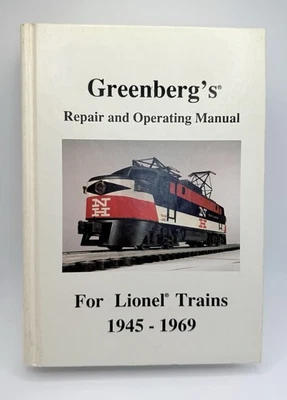 Greenberg's®
Repair and Operating Manual
N
H
N
H
N
H
For Lionel® Trains
1945 - 1969